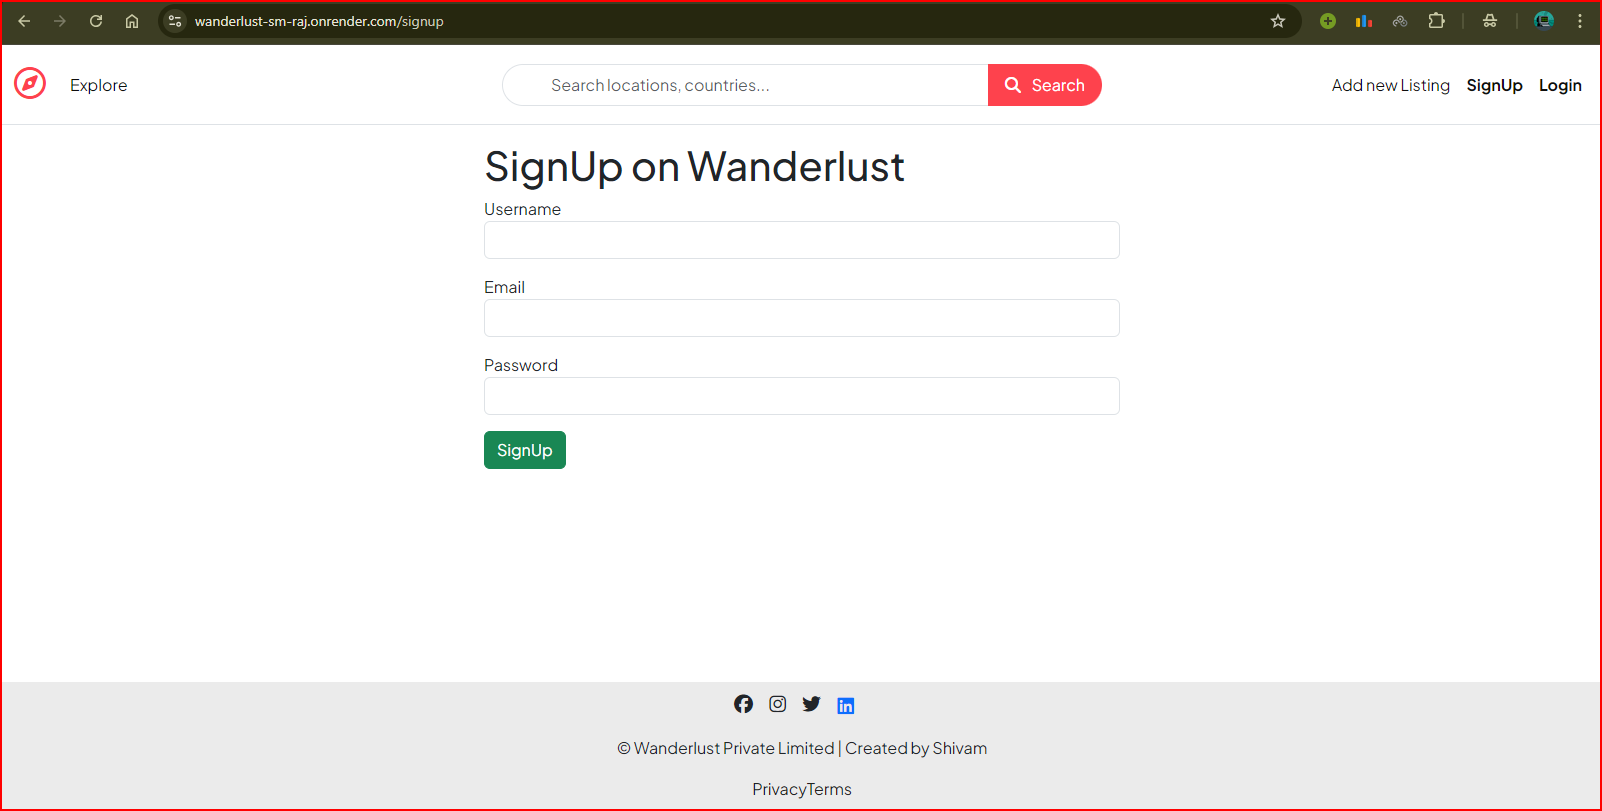 wanderlust-sm-raj.onrender.com/signup
Explore
Search locations, countries...
Search
Add new Listing
SignUp
Login
SignUp on Wanderlust
Username
Email
Password
SignUp
© Wanderlust Private Limited | Created by Shivam
PrivacyTerms